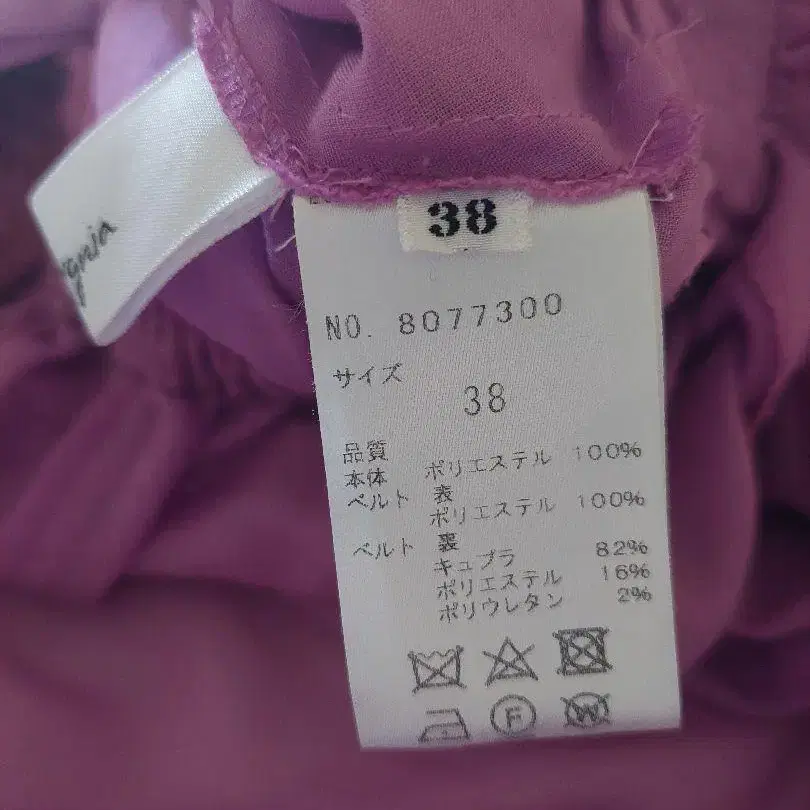 38
NO. 8077300
サイズ
38
品質
本体 ポリエステル 100%
ベルト 表
ポリエステル 100%
ベルト 裏
キュプラ 82%
ポリエステル 16%
ポリウレタン 2%
F
W